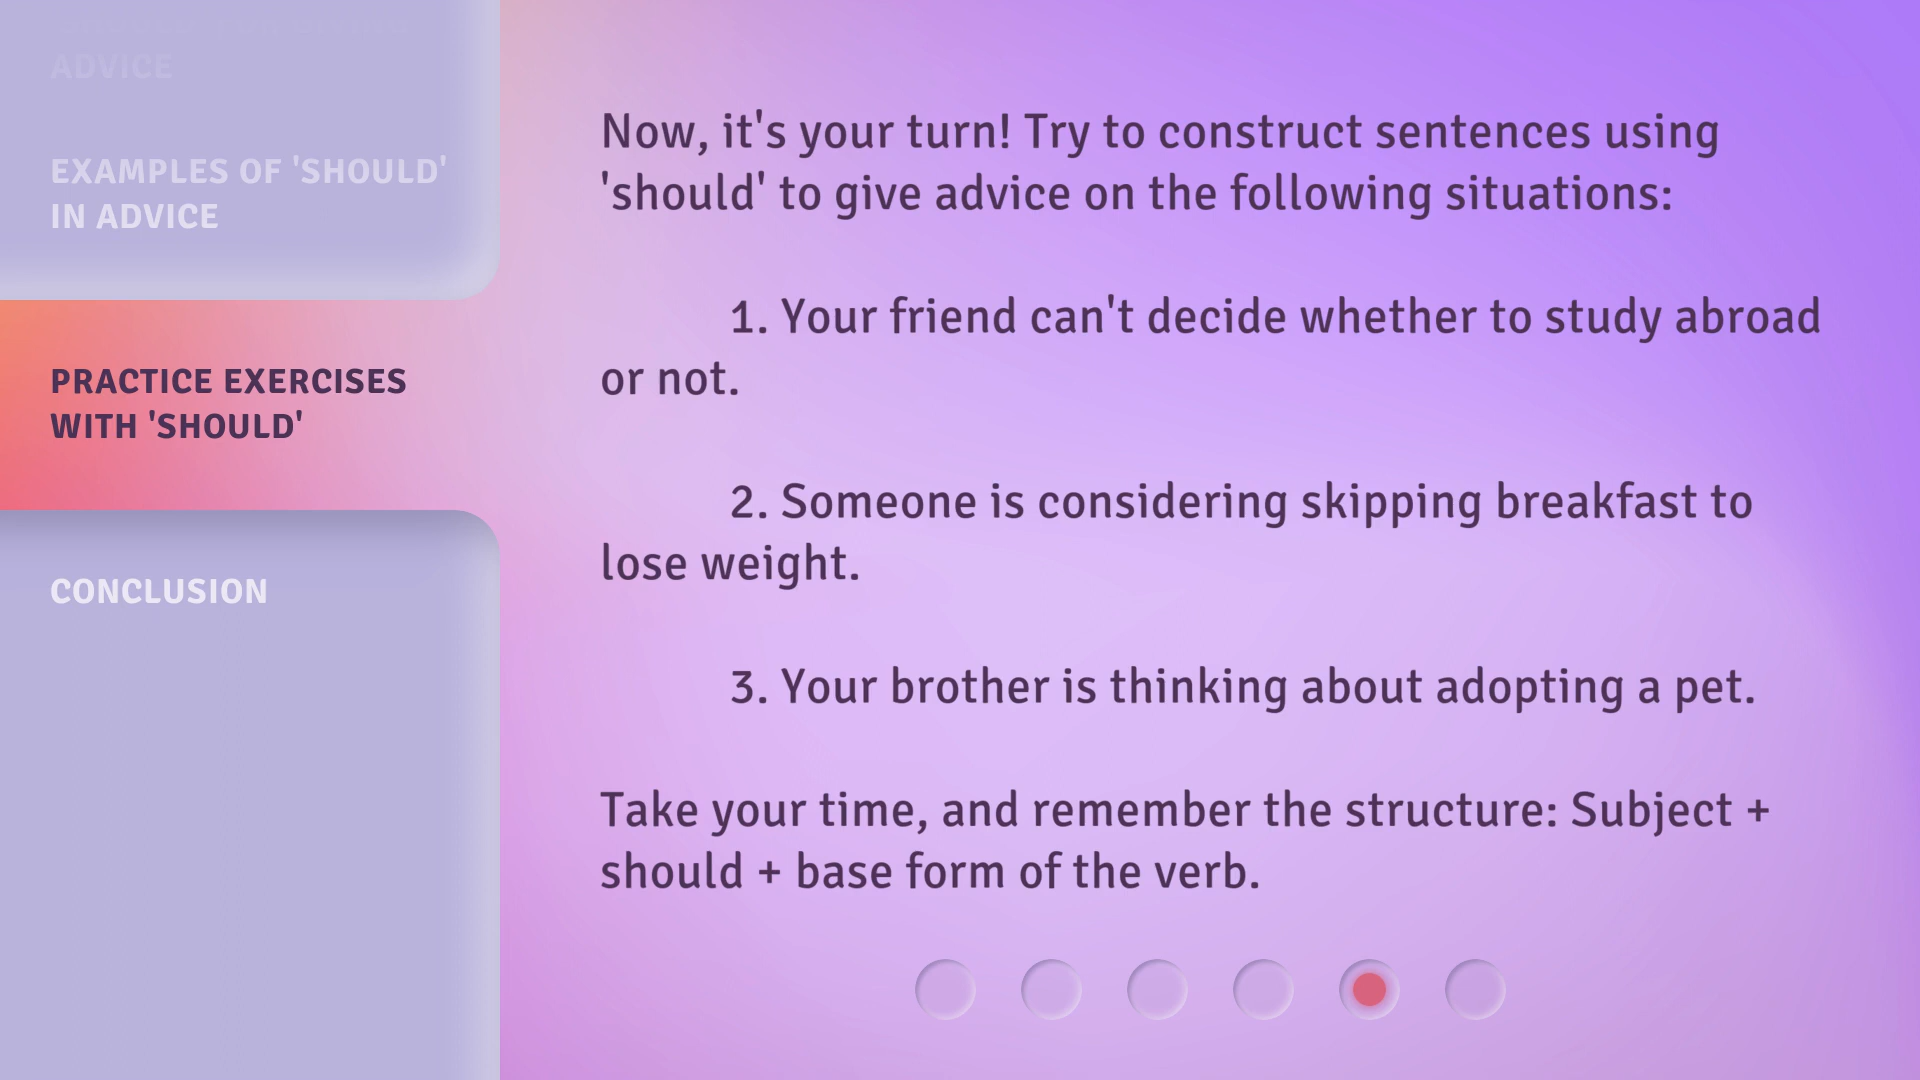 ADVICE
EXAMPLES OF 'SHOULD'
IN ADVICE
PRACTICE EXERCISES
WITH 'SHOULD'
CONCLUSION
Now, it's your turn! Try to construct sentences using
'should' to give advice on the following situations:
1. Your friend can't decide whether to study abroad
or not.
2. Someone is considering skipping breakfast to
lose weight.
3. Your brother is thinking about adopting a pet.
Take your time, and remember the structure: Subject +
should + base form of the verb.